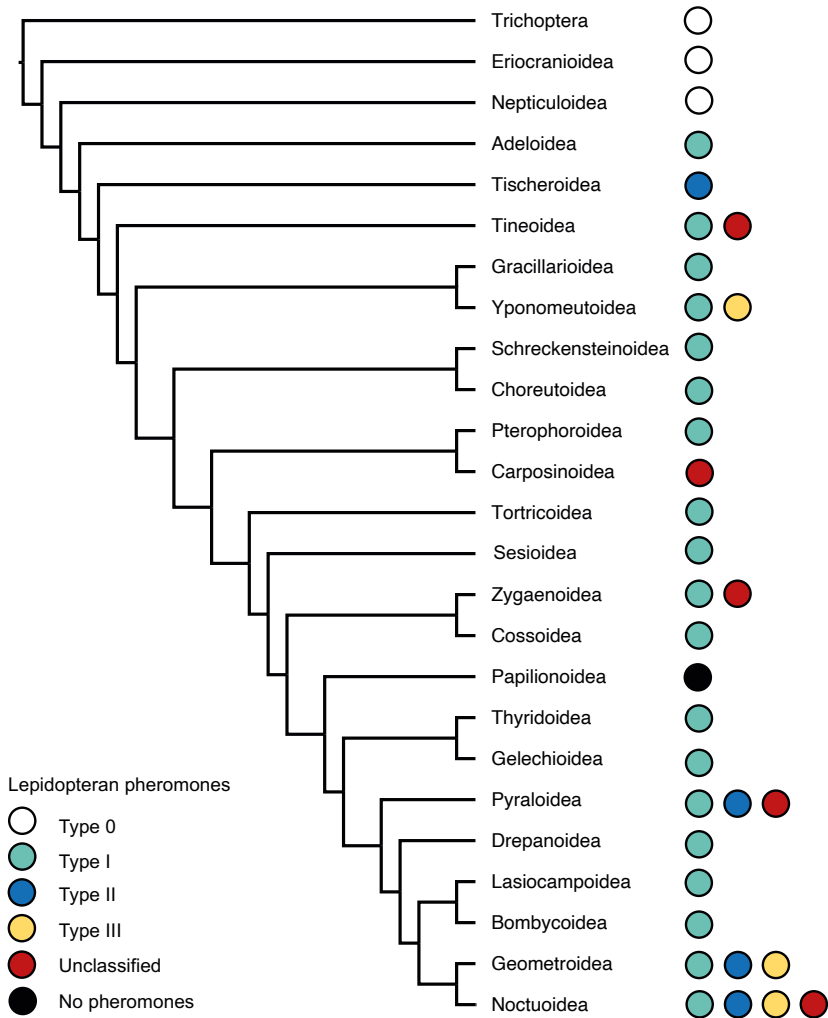 Trichoptera
Eriocranioidea
Nepticuloidea
Adeloidea
Tischeroidea
Tineoidea
Gracillarioidea
Yponomeutoidea
Schreckensteinoidea
Choreutoidea
Pterophoroidea
Carposinoidea
Tortricoidea
Sesioidea
Zygaenoidea
Cossoidea
Papilionoidea
Thyridoidea
Gelechioidea
Pyraloidea
Drepanoidea
Lasiocampoidea
Bombycoidea
Geometroidea
Noctuoidea
Lepidopteran pheromones
Type 0
Type I
Type II
Type III
Unclassified
No pheromones